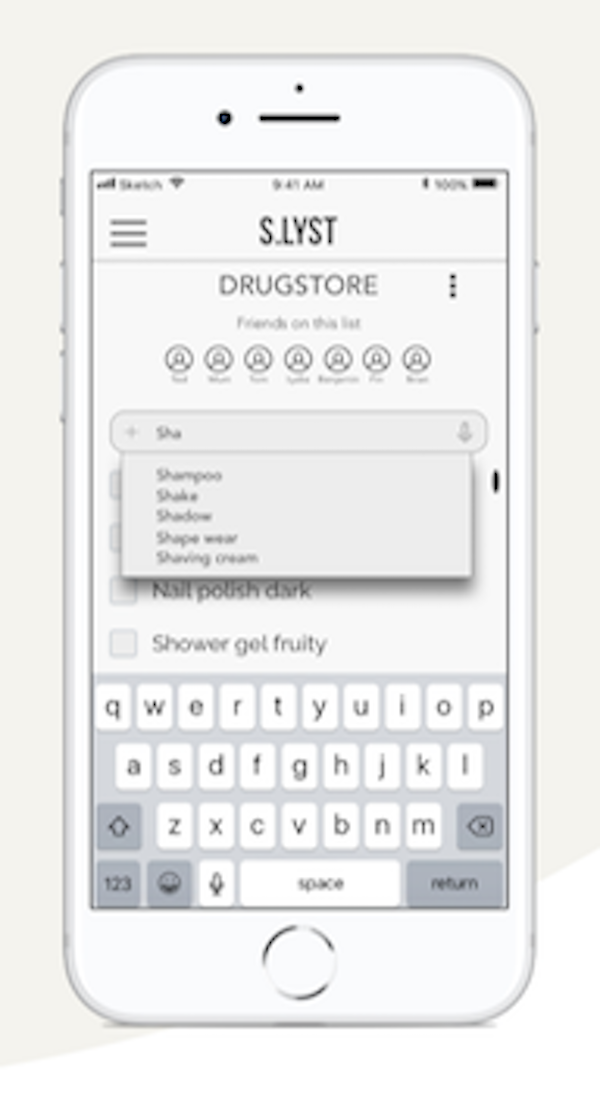 Sketch 9:41 AM 100%
S.LYST
DRUGSTORE
Friends on this list
Ted Mum Tom Lydia Benjamin Fin Brian
+ Sha
Shampoo
Shake
Shadow
Shape wear
Shaving cream
Nail polish dark
Shower gel fruity
q w e r t y u i o p
a s d f g h j k l
z x c v b n m
123 space return